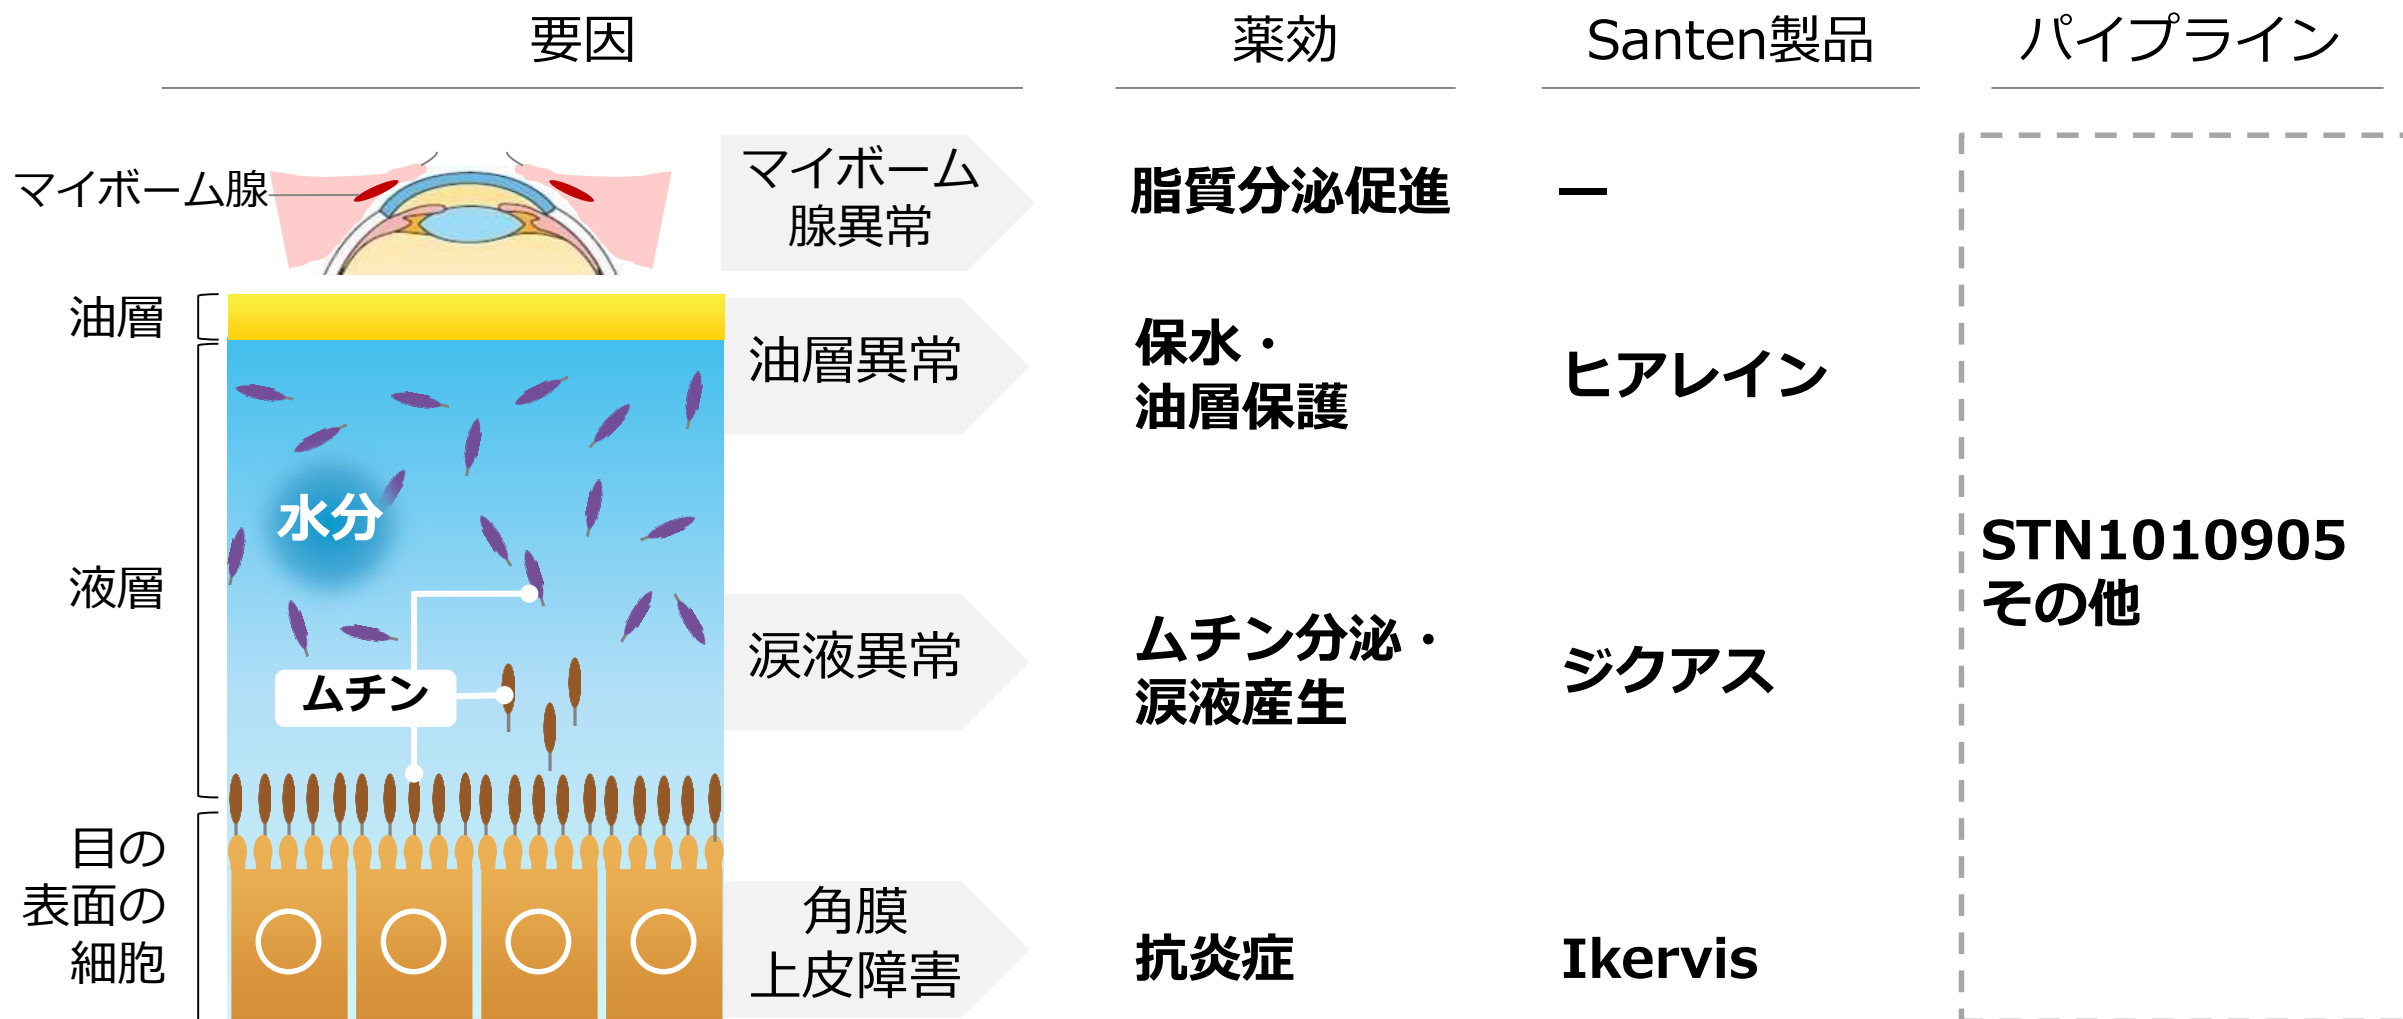 要因
薬効
Santen製品
パイプライン
マイボーム腺
マイボーム
腺異常
脂質分泌促進
ー
油層
油層異常
保水・
油層保護
ヒアレイン
水分
液層
ムチン
涙液異常
ムチン分泌・
涙液産生
ジクアス
STN1010905
その他
目の
表面の
細胞
角膜
上皮障害
抗炎症
Ikervis